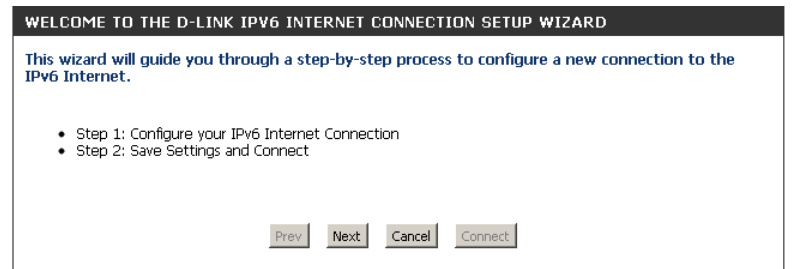 WELCOME TO THE D-LINK IPV6 INTERNET CONNECTION SETUP WIZARD
This wizard will guide you through a step-by-step process to configure a new connection to the
IPv6 Internet.
• Step 1: Configure your IPv6 Internet Connection
• Step 2: Save Settings and Connect
Prev Next Cancel Connect